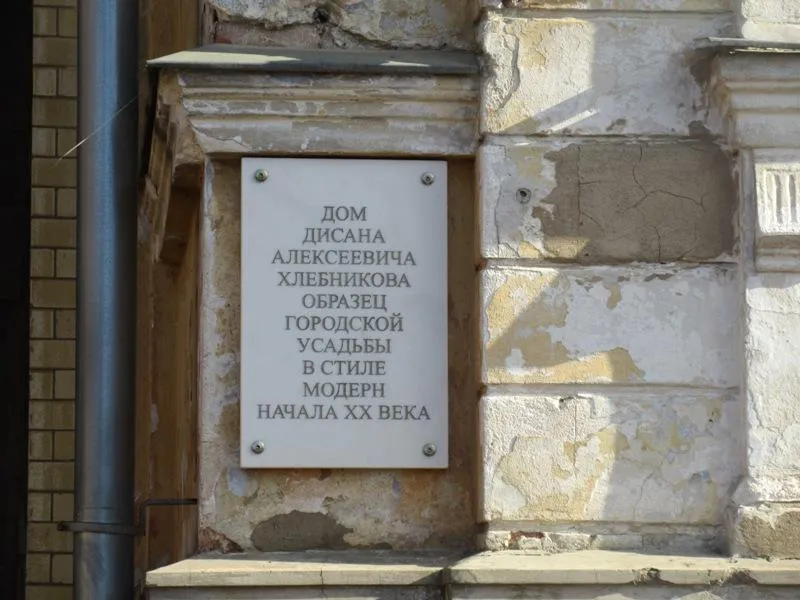 ДОМ
ДИСАНА
АЛЕКСЕЕВИЧА
ХЛЕБНИКОВА
ОБРАЗЕЦ
ГОРОДСКОЙ
УСАДЬБЫ
В СТИЛЕ
МОДЕРН
НАЧАЛА XX ВЕКА